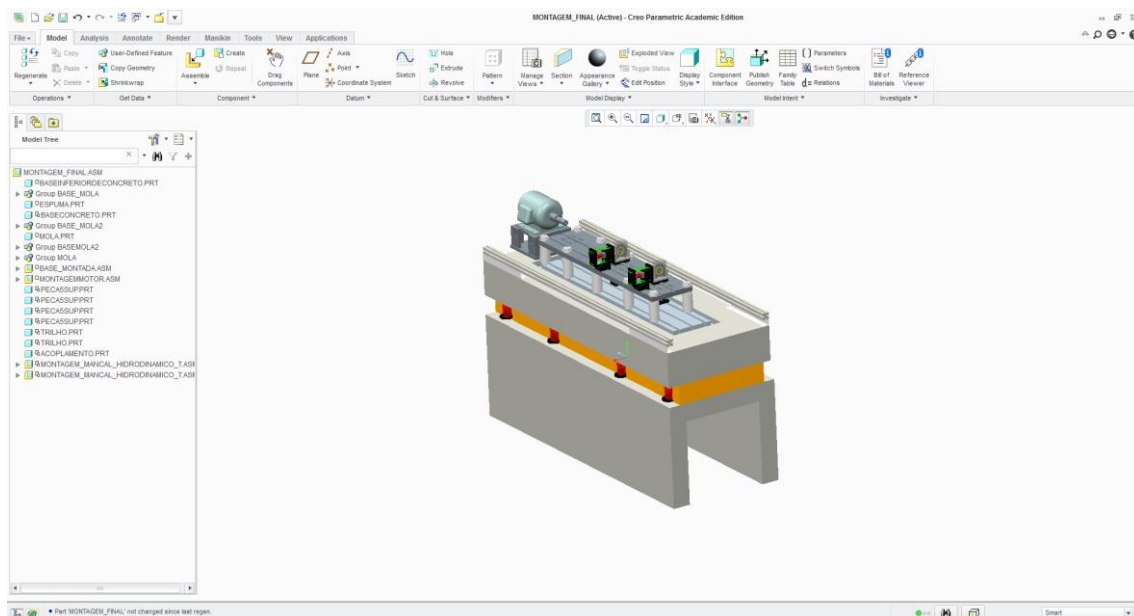 MONTAGEM_FINAL (Active) - Creo Parametric Academic Edition
File Model Analysis Annotate Render Manikin Tools View Applications
Regenerate
Copy
Paste
Delete
Operations
User-Defined Feature
Copy Geometry
Shrinkwrap
Get Data
Assemble
Create
Repeat
Drag Components
Component
Plane
Axis
Point
Coordinate System
Sketch
Datum
Hole
Extrude
Revolve
Cut & Surface
Pattern
Modifiers
Manage Views
Section
Appearance Gallery
Exploded View
Toggle Status
Edit Position
Display Style
Model Display
Component Interface
Publish Geometry
Family Table
Parameters
Switch Symbols
d= Relations
Model Intent
Bill of Materials
Reference Viewer
Investigate
Model Tree
MONTAGEM_FINAL.ASM
BASEINFERIORDECONCRETO.PRT
Group BASE_MOLA
ESPUMA.PRT
BASECONCRETO.PRT
Group BASE_MOLA2
MOLA.PRT
Group BASEMOLA2
Group MOLA
BASE_MONTADA.ASM
MONTAGEMMOTOR.ASM
PECA5SUP.PRT
PECA5SUP.PRT
PECA5SUP.PRT
PECA5SUP.PRT
TRILHO.PRT
TRILHO.PRT
ACOPLAMENTO.PRT
MONTAGEM_MANCAL_HIDRODINAMICO_T.ASM
MONTAGEM_MANCAL_HIDRODINAMICO_T.ASM
Part 'MONTAGEM_FINAL' not changed since last regen.
Smart